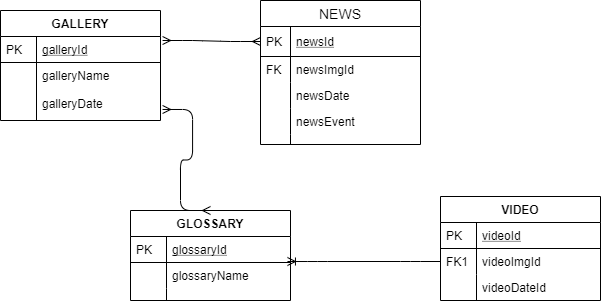 GALLERY
PK galleryId
galleryName
galleryDate
NEWS
PK newsId
FK newsImgId
newsDate
newsEvent
GLOSSARY
PK glossaryId
glossaryName
VIDEO
PK videoId
FK1 videoImgId
videoDateId